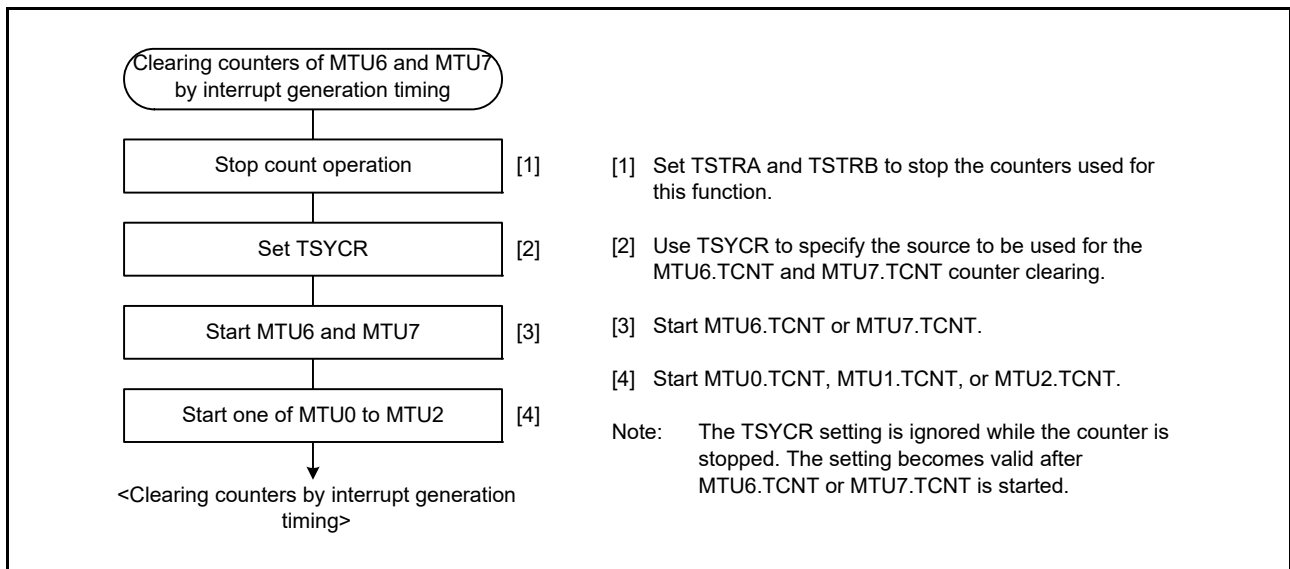 Clearing counters of MTU6 and MTU7
by interrupt generation timing
Stop count operation
[1]
Set TSYCR
[2]
Start MTU6 and MTU7
[3]
Start one of MTU0 to MTU2
[4]
<Clearing counters by interrupt generation
timing>
[1] Set TSTRA and TSTRB to stop the counters used for
this function.
[2] Use TSYCR to specify the source to be used for the
MTU6.TCNT and MTU7.TCNT counter clearing.
[3] Start MTU6.TCNT or MTU7.TCNT.
[4] Start MTU0.TCNT, MTU1.TCNT, or MTU2.TCNT.
Note: The TSYCR setting is ignored while the counter is
stopped. The setting becomes valid after
MTU6.TCNT or MTU7.TCNT is started.